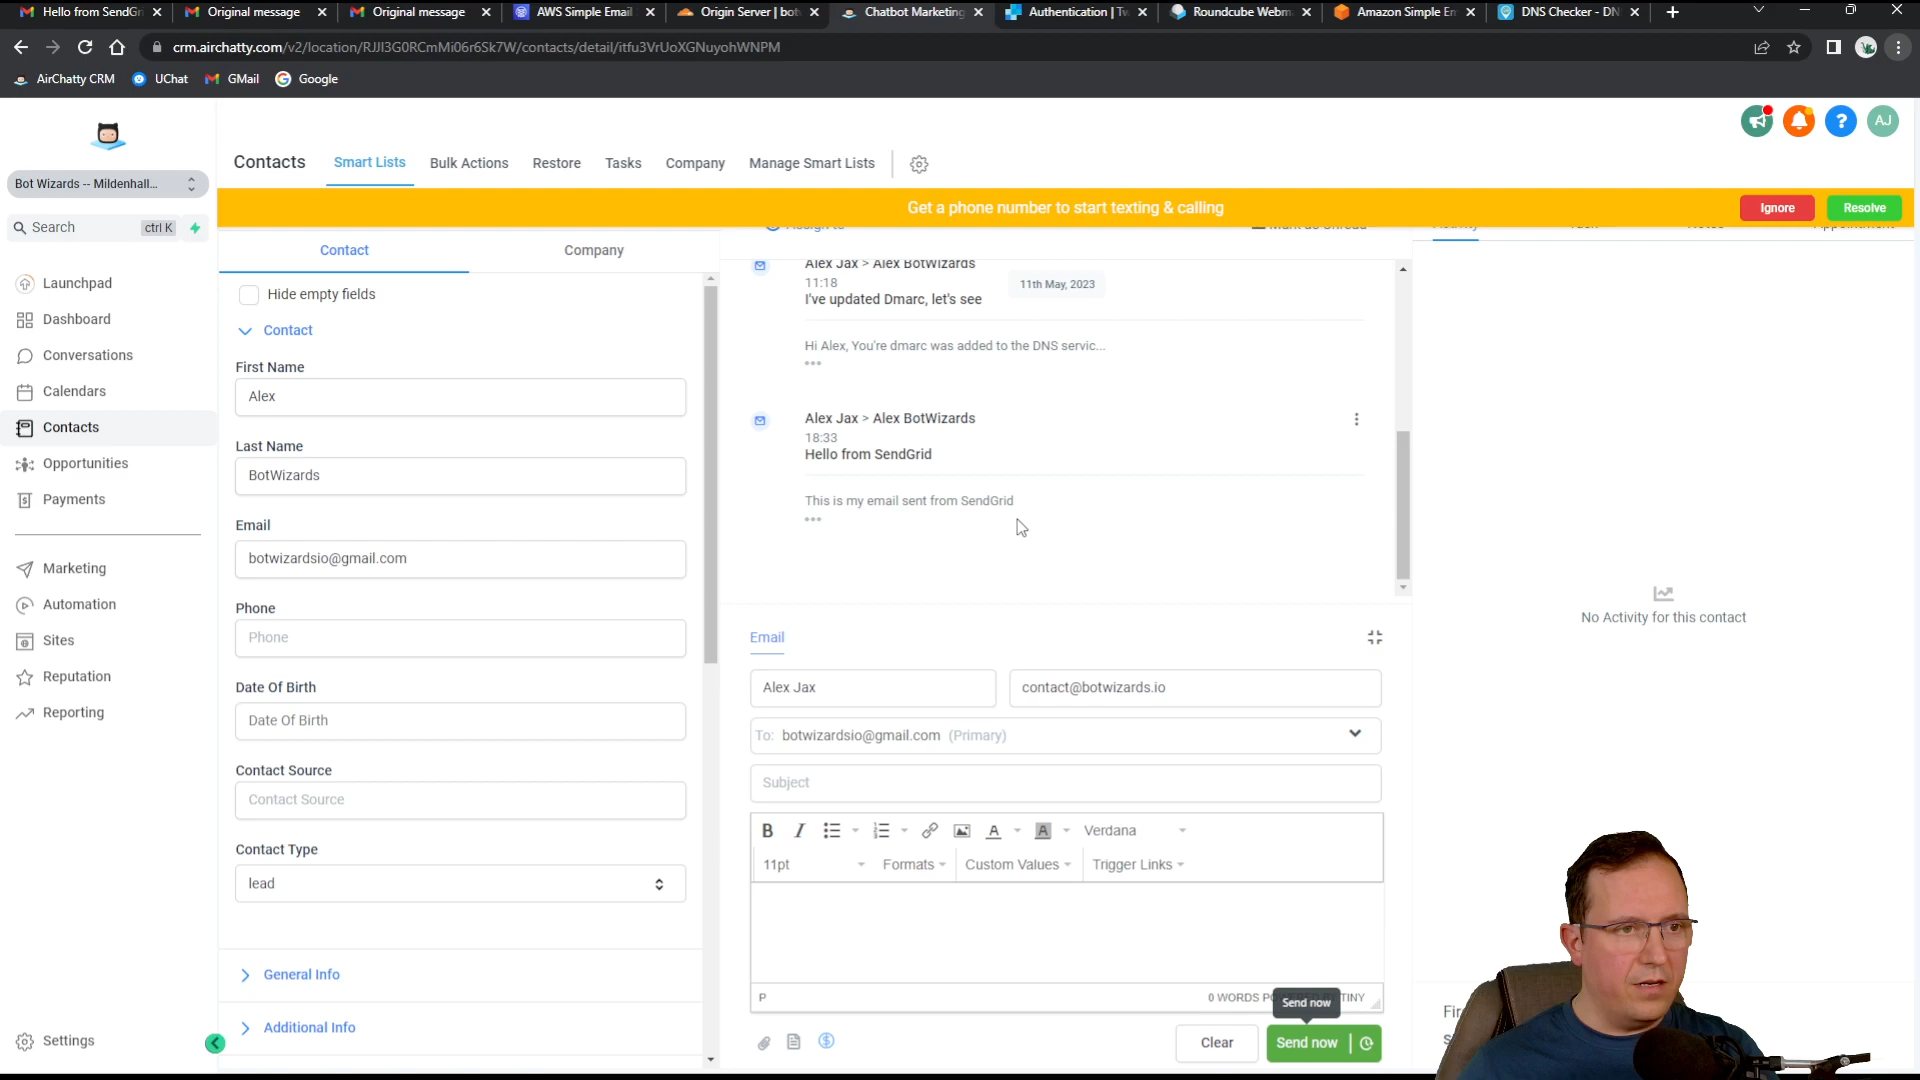 Hello from SendGri
Original message
Original message
AWS Simple Email
Origin Server | bot
Chatbot Marketing
Authentication | Tw
Roundcube Webm
Amazon Simple Em
DNS Checker - DN
crm.airchatty.com/v2/location/RJJI3G0RCmMi06r6Sk7W/contacts/detail/itfu3VrUoXGNuyohWNPM
AirChatty CRM
UChat
GMail
Google
AJ
Contacts
Smart Lists
Bulk Actions
Restore
Tasks
Company
Manage Smart Lists
Bot Wizards -- Mildenhall...
Get a phone number to start texting & calling
Ignore
Resolve
Search
ctrl K
Launchpad
Dashboard
Conversations
Calendars
Contacts
Opportunities
Payments
Marketing
Automation
Sites
Reputation
Reporting
Settings
Contact
Company
Hide empty fields
Contact
First Name
Alex
Last Name
BotWizards
Email
botwizardsio@gmail.com
Phone
Phone
Date Of Birth
Date Of Birth
Contact Source
Contact Source
Contact Type
lead
General Info
Additional Info
Alex Jax > Alex BotWizards
11:18
11th May, 2023
I've updated Dmarc, let's see
Hi Alex, You're dmarc was added to the DNS servic...
Alex Jax > Alex BotWizards
18:33
Hello from SendGrid
This is my email sent from SendGrid
Email
Alex Jax
contact@botwizards.io
To: botwizardsio@gmail.com (Primary)
Subject
B I A A Verdana
11pt
Formats
Custom Values
Trigger Links
P
0 WORDS
TINY
Send now
Clear
Send now
No Activity for this contact